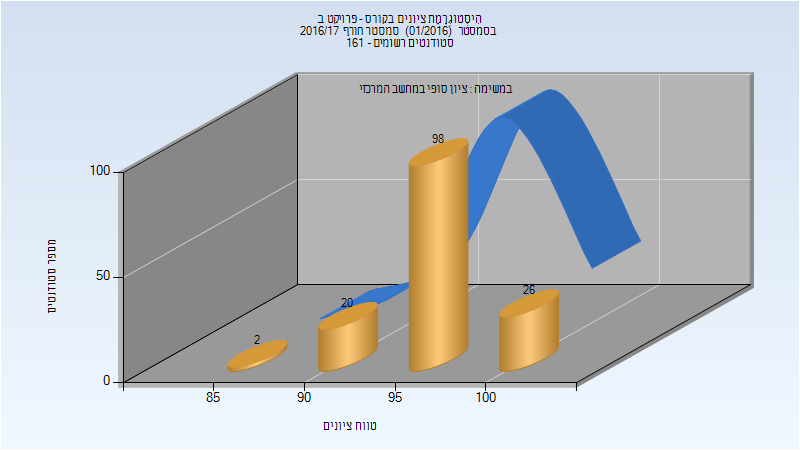 היסטוגרמת ציונים בקורס - פרויקט ב
בסמסטר (01/2016) סמסטר חורף 2016/17
סטודנטים רשומים - 161
במשימה : ציון סופי במחשב המרכזי
98
100
מספר סטודנטים
50
26
20
2
0
85
90
95
100
טווח ציונים